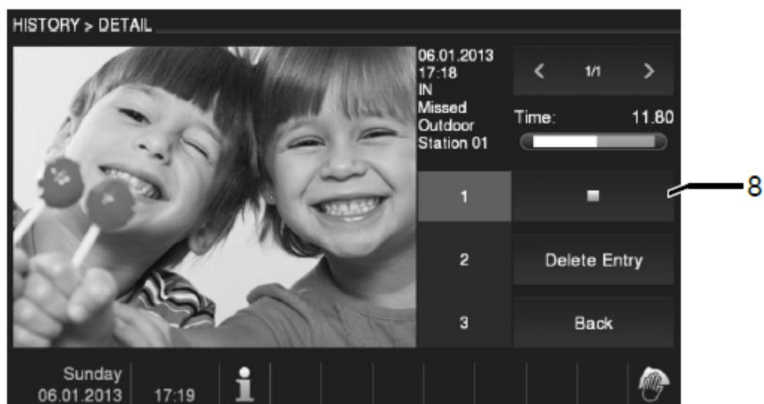 HISTORY > DETAIL
06.01.2013
17:18
IN
Missed
Outdoor
Station 01
< 1/1 >
Time: 11.80
1
8
2 Delete Entry
3 Back
Sunday
06.01.2013 17:19 i